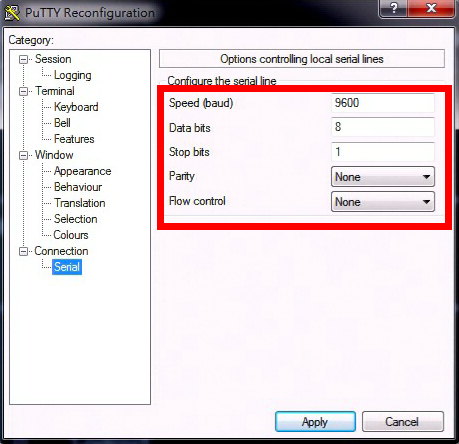 PuTTY Reconfiguration
Category:
Session
Logging
Terminal
Keyboard
Bell
Features
Window
Appearance
Behaviour
Translation
Selection
Colours
Connection
Serial
Options controlling local serial lines
Configure the serial line
Speed (baud) 9600
Data bits 8
Stop bits 1
Parity None
Flow control None
Apply Cancel